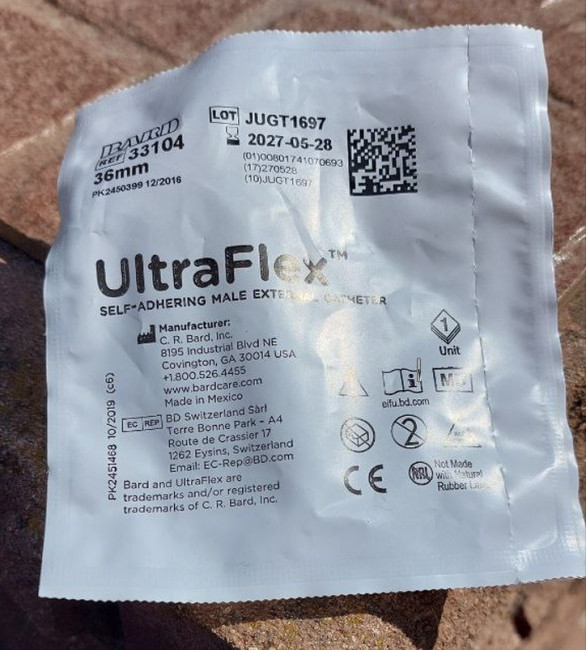 BARD
REF 33104
36mm
PK2450399 12/2016
LOT JUGT1697
2027-05-28
(01)00801741070693
(17)270528
(10)JUGT1697
UltraFlex™
SELF-ADHERING MALE EXTERNAL CATHETER
Manufacturer:
C. R. Bard, Inc.
8195 Industrial Blvd NE
Covington, GA 30014 USA
+1.800.526.4455
www.bardcare.com
Made in Mexico
EC REP BD Switzerland Sàrl
Terre Bonne Park - A4
Route de Crassier 17
1262 Eysins, Switzerland
Email: EC-Rep@BD.com
Bard and UltraFlex are
trademarks and/or registered
trademarks of C. R. Bard, Inc.
PK2451468 10/2019 (c6)
1
Unit
eifu.bd.com
MD
2
CE
Not Made
with Natural
Rubber Latex